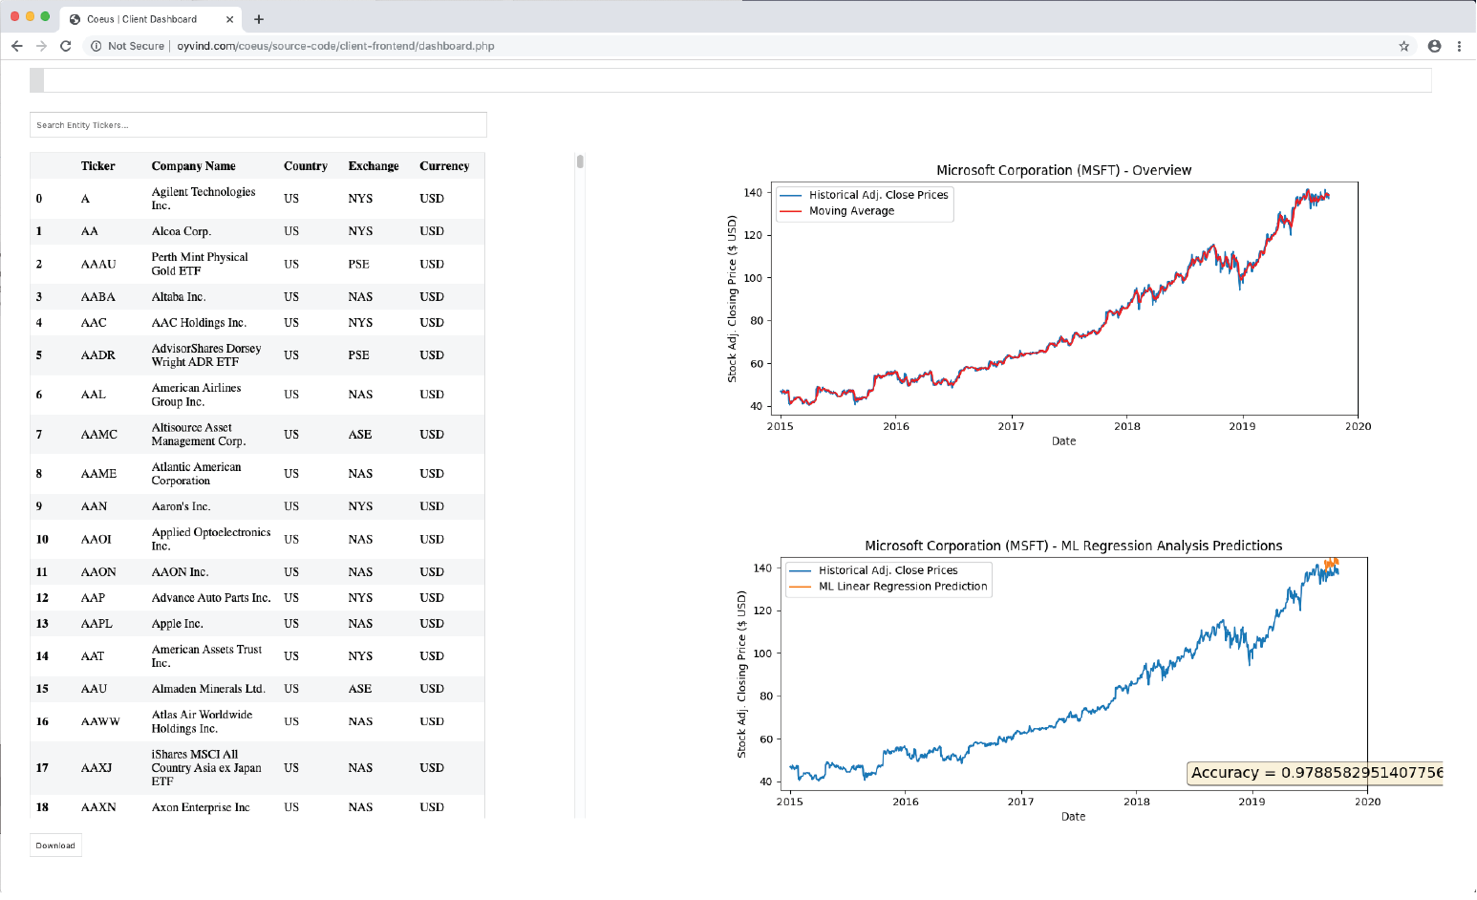 Coeus | Client Dashboard
Not Secure | oyvind.com/coeus/source-code/client-frontend/dashboard.php
Search Entity Tickers...
Ticker Company Name Country Exchange Currency
0 A Agilent Technologies Inc. US NYS USD
1 AA Alcoa Corp. US NYS USD
2 AAAU Perth Mint Physical Gold ETF US PSE USD
3 AABA Altaba Inc. US NAS USD
4 AAC AAC Holdings Inc. US NYS USD
5 AADR AdvisorShares Dorsey Wright ADR ETF US PSE USD
6 AAL American Airlines Group Inc. US NAS USD
7 AAMC Altisource Asset Management Corp. US ASE USD
8 AAME Atlantic American Corporation US NAS USD
9 AAN Aaron's Inc. US NYS USD
10 AAOI Applied Optoelectronics Inc. US NAS USD
11 AAON AAON Inc. US NAS USD
12 AAP Advance Auto Parts Inc. US NYS USD
13 AAPL Apple Inc. US NAS USD
14 AAT American Assets Trust Inc. US NYS USD
15 AAU Almaden Minerals Ltd. US ASE USD
16 AAWW Atlas Air Worldwide Holdings Inc. US NAS USD
17 AAXJ iShares MSCI All Country Asia ex Japan ETF US NAS USD
18 AAXN Axon Enterprise Inc US NAS USD
Download
Microsoft Corporation (MSFT) - Overview
Historical Adj. Close Prices
Moving Average
Stock Adj. Closing Price ($ USD)
140
120
100
80
60
40
2015 2016 2017 2018 2019 2020
Date
Microsoft Corporation (MSFT) - ML Regression Analysis Predictions
Historical Adj. Close Prices
ML Linear Regression Prediction
Stock Adj. Closing Price ($ USD)
140
120
100
80
60
40
Accuracy = 0.9788582951407756
2015 2016 2017 2018 2019 2020
Date